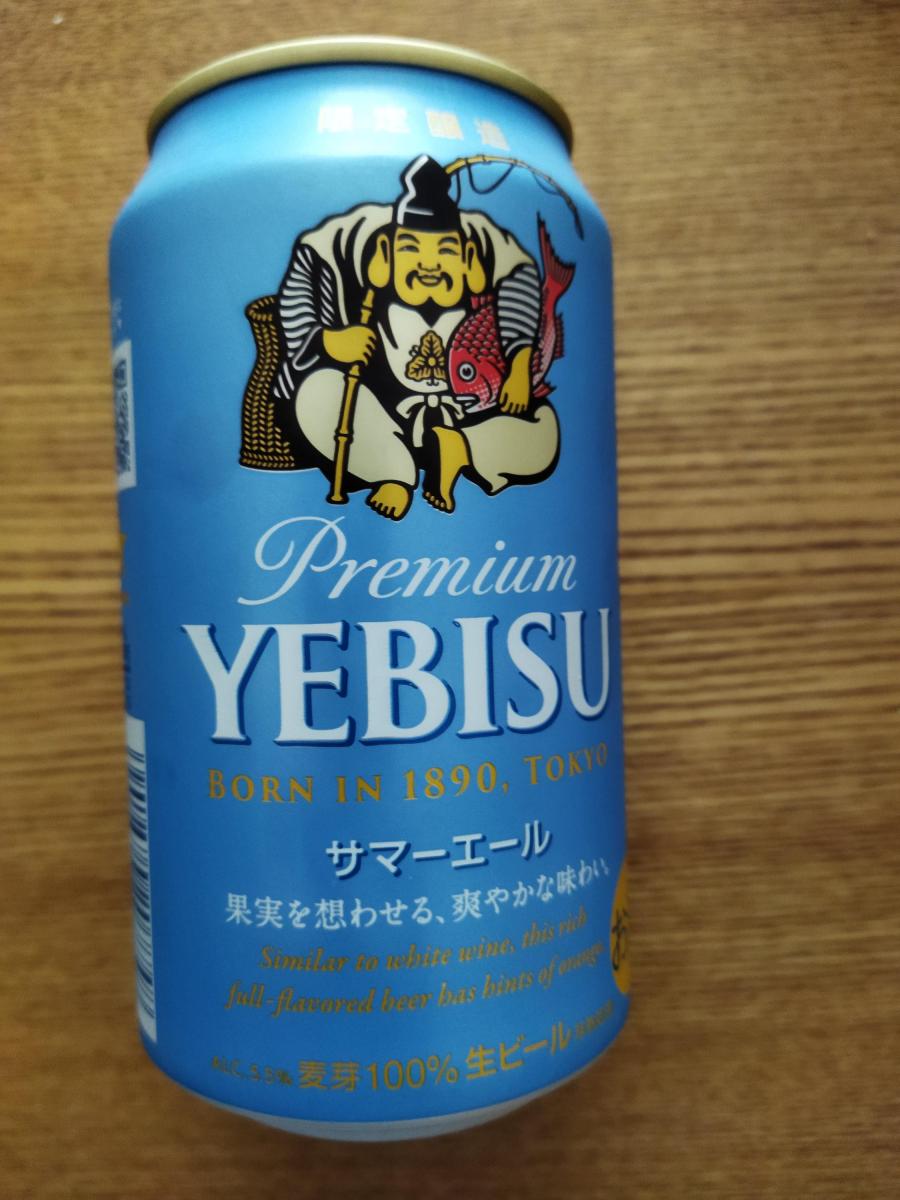 限定醸造
Premium
YEBISU
BORN IN 1890, TOKYO
サマーエール
果実を想わせる、爽やかな味わい。
Similar to white wine, this rich
full-flavored beer has hints of orange.
お
ALC.5.5% 麦芽100% 生ビール